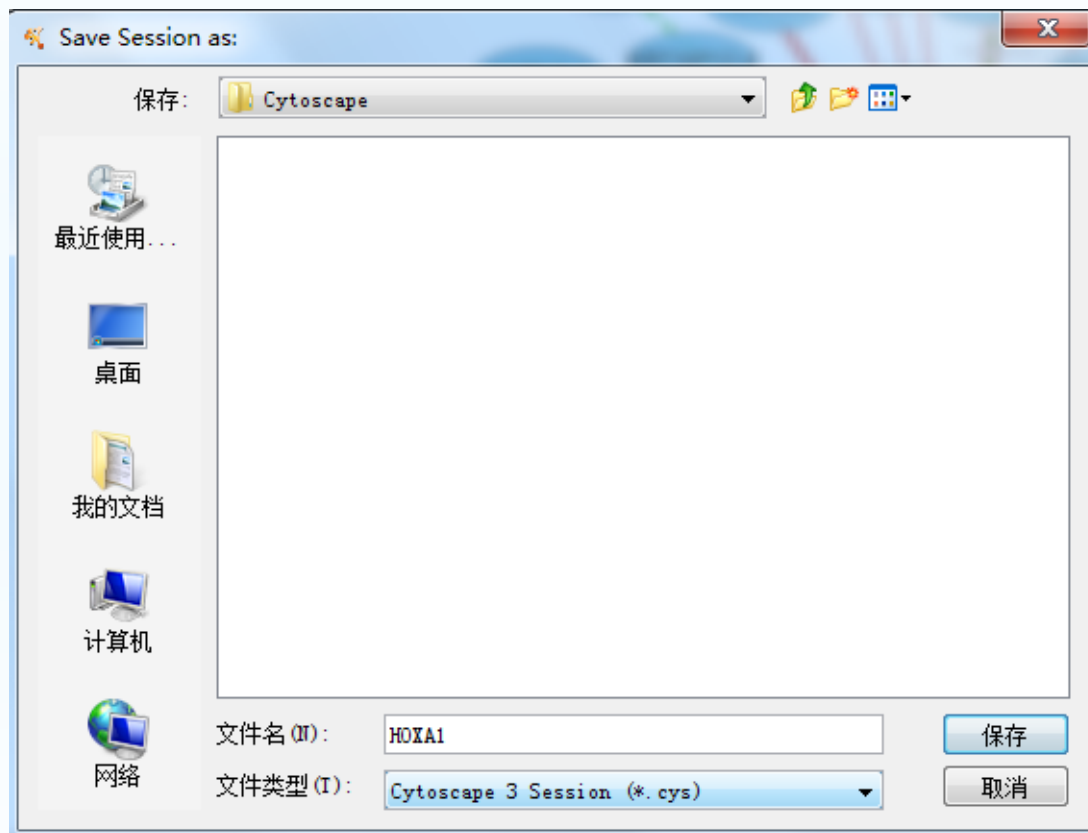 Save Session as:
保存:
Cytoscape
最近使用...
桌面
我的文档
计算机
网络
文件名(N):
HOXA1
保存
文件类型(T):
Cytoscape 3 Session (*.cys)
取消